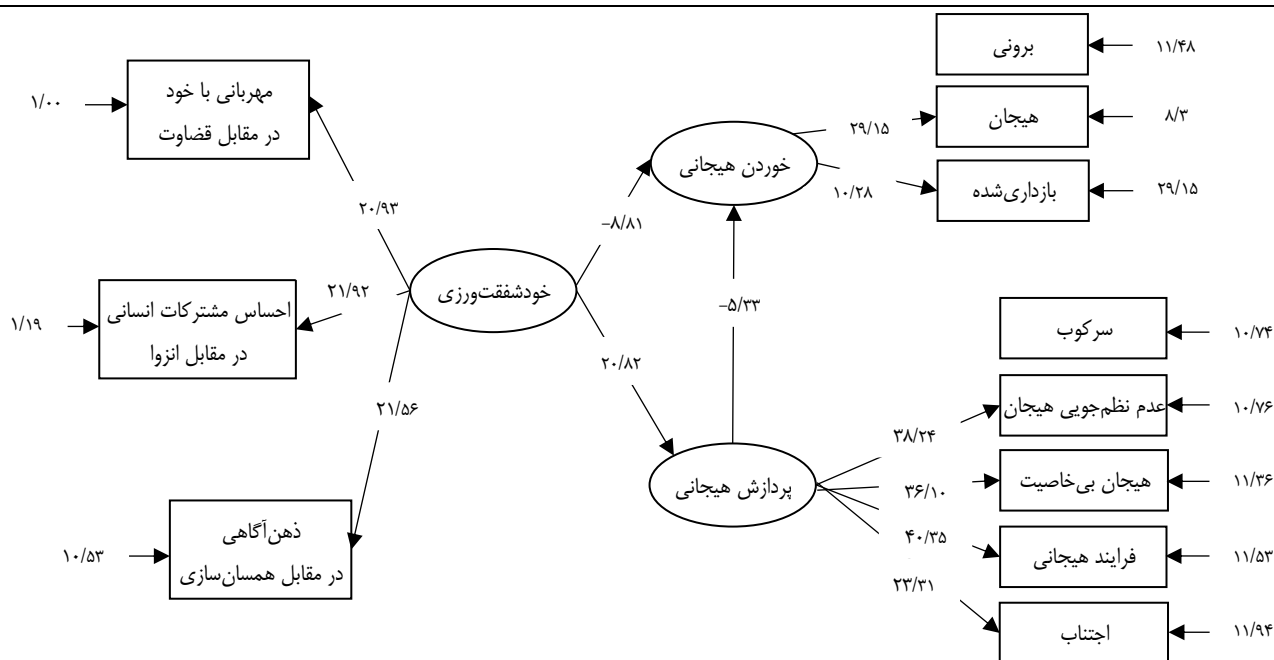 برونی
۱۱/۴۸
مهربانی با خود
در مقابل قضاوت
۱/۰۰
هیجان
۸/۳
۲۹/۱۵
خوردن هیجانی
بازداری‌شده
۲۹/۱۵
۱۰/۲۸
۲۰/۹۳
-۸/۸۱
خودشفقت‌ورزی
۲۱/۹۲
احساس مشترکات انسانی
در مقابل انزوا
۱/۱۹
-۵/۳۳
سرکوب
۱۰/۷۴
۲۰/۸۲
۲۱/۵۶
عدم نظم‌جویی هیجان
۱۰/۷۶
۳۸/۲۴
پردازش هیجانی
هیجان بی‌خاصیت
۱۱/۳۶
۳۶/۱۰
ذهن‌آگاهی
در مقابل همسان‌سازی
۱۰/۵۳
۴۰/۳۵
فرایند هیجانی
۱۱/۵۳
۲۳/۳۱
اجتناب
۱۱/۹۴